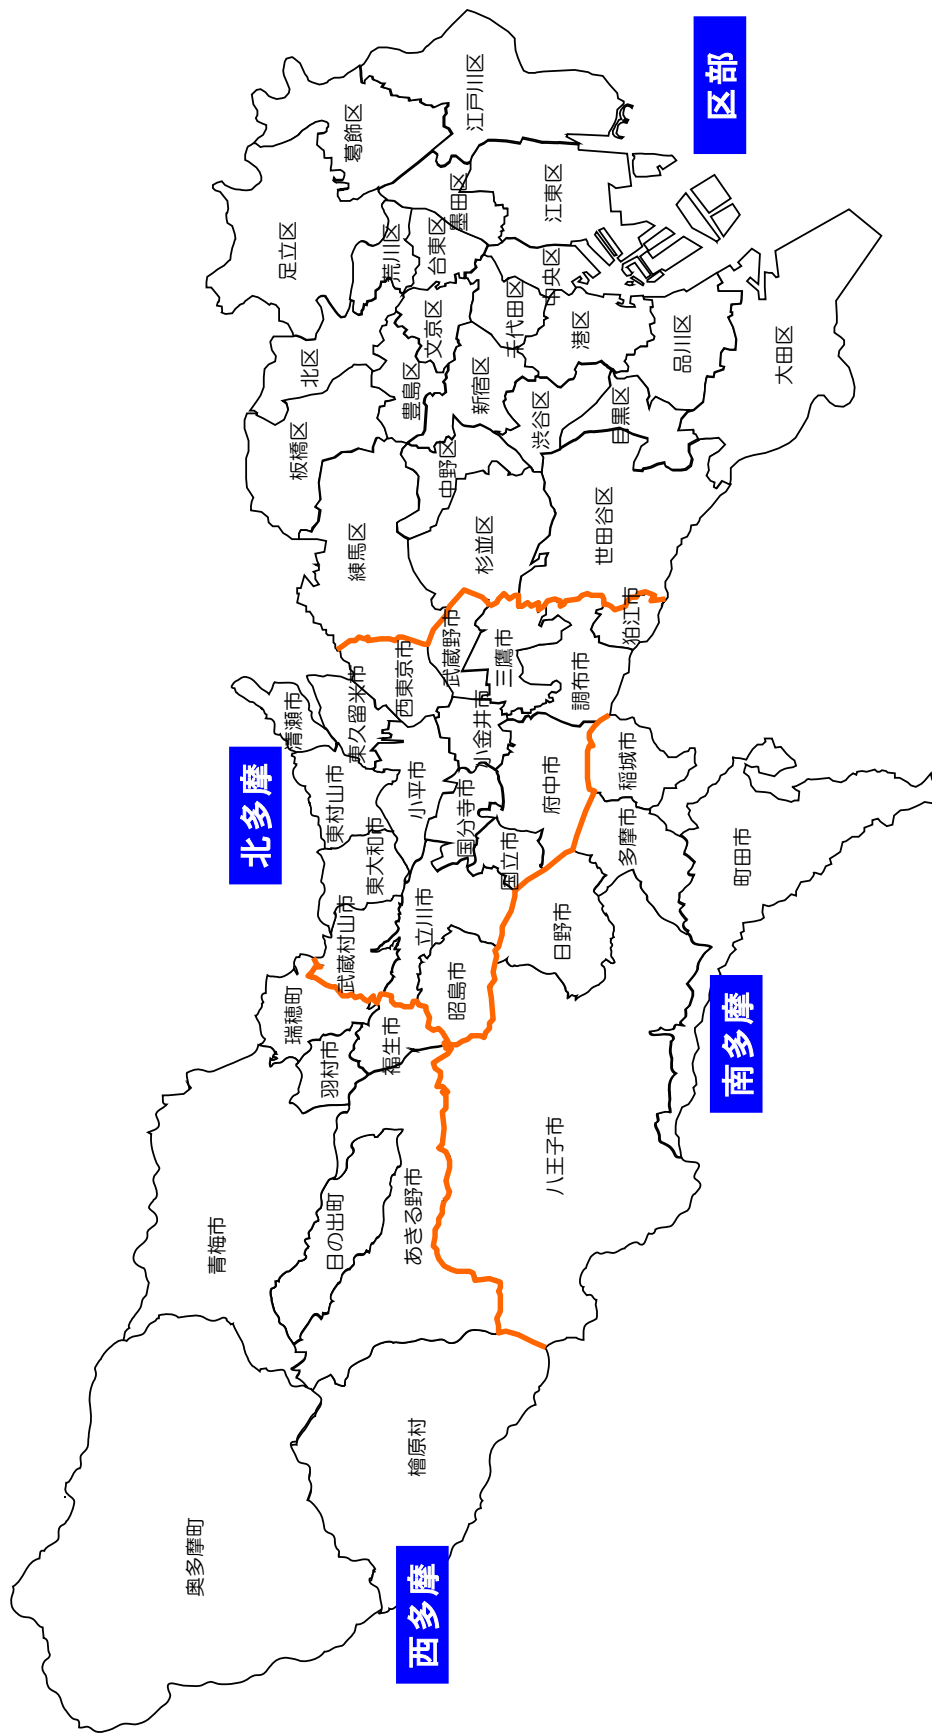 区部
江戸川区
葛飾区
足立区
墨田区
江東区
荒川区
台東区
中央区
文京区
千代田区
港区
品川区
大田区
北区
豊島区
新宿区
渋谷区
目黒区
板橋区
中野区
練馬区
杉並区
世田谷区
北多摩
狛江市
武蔵野市
三鷹市
調布市
西東京市
東久留米市
清瀬市
小金井市
府中市
小平市
国分寺市
東村山市
国立市
東大和市
立川市
武蔵村山市
昭島市
南多摩
稲城市
多摩市
町田市
日野市
八王子市
西多摩
瑞穂町
羽村市
福生市
青梅市
日の出町
あきる野市
檜原村
奥多摩町